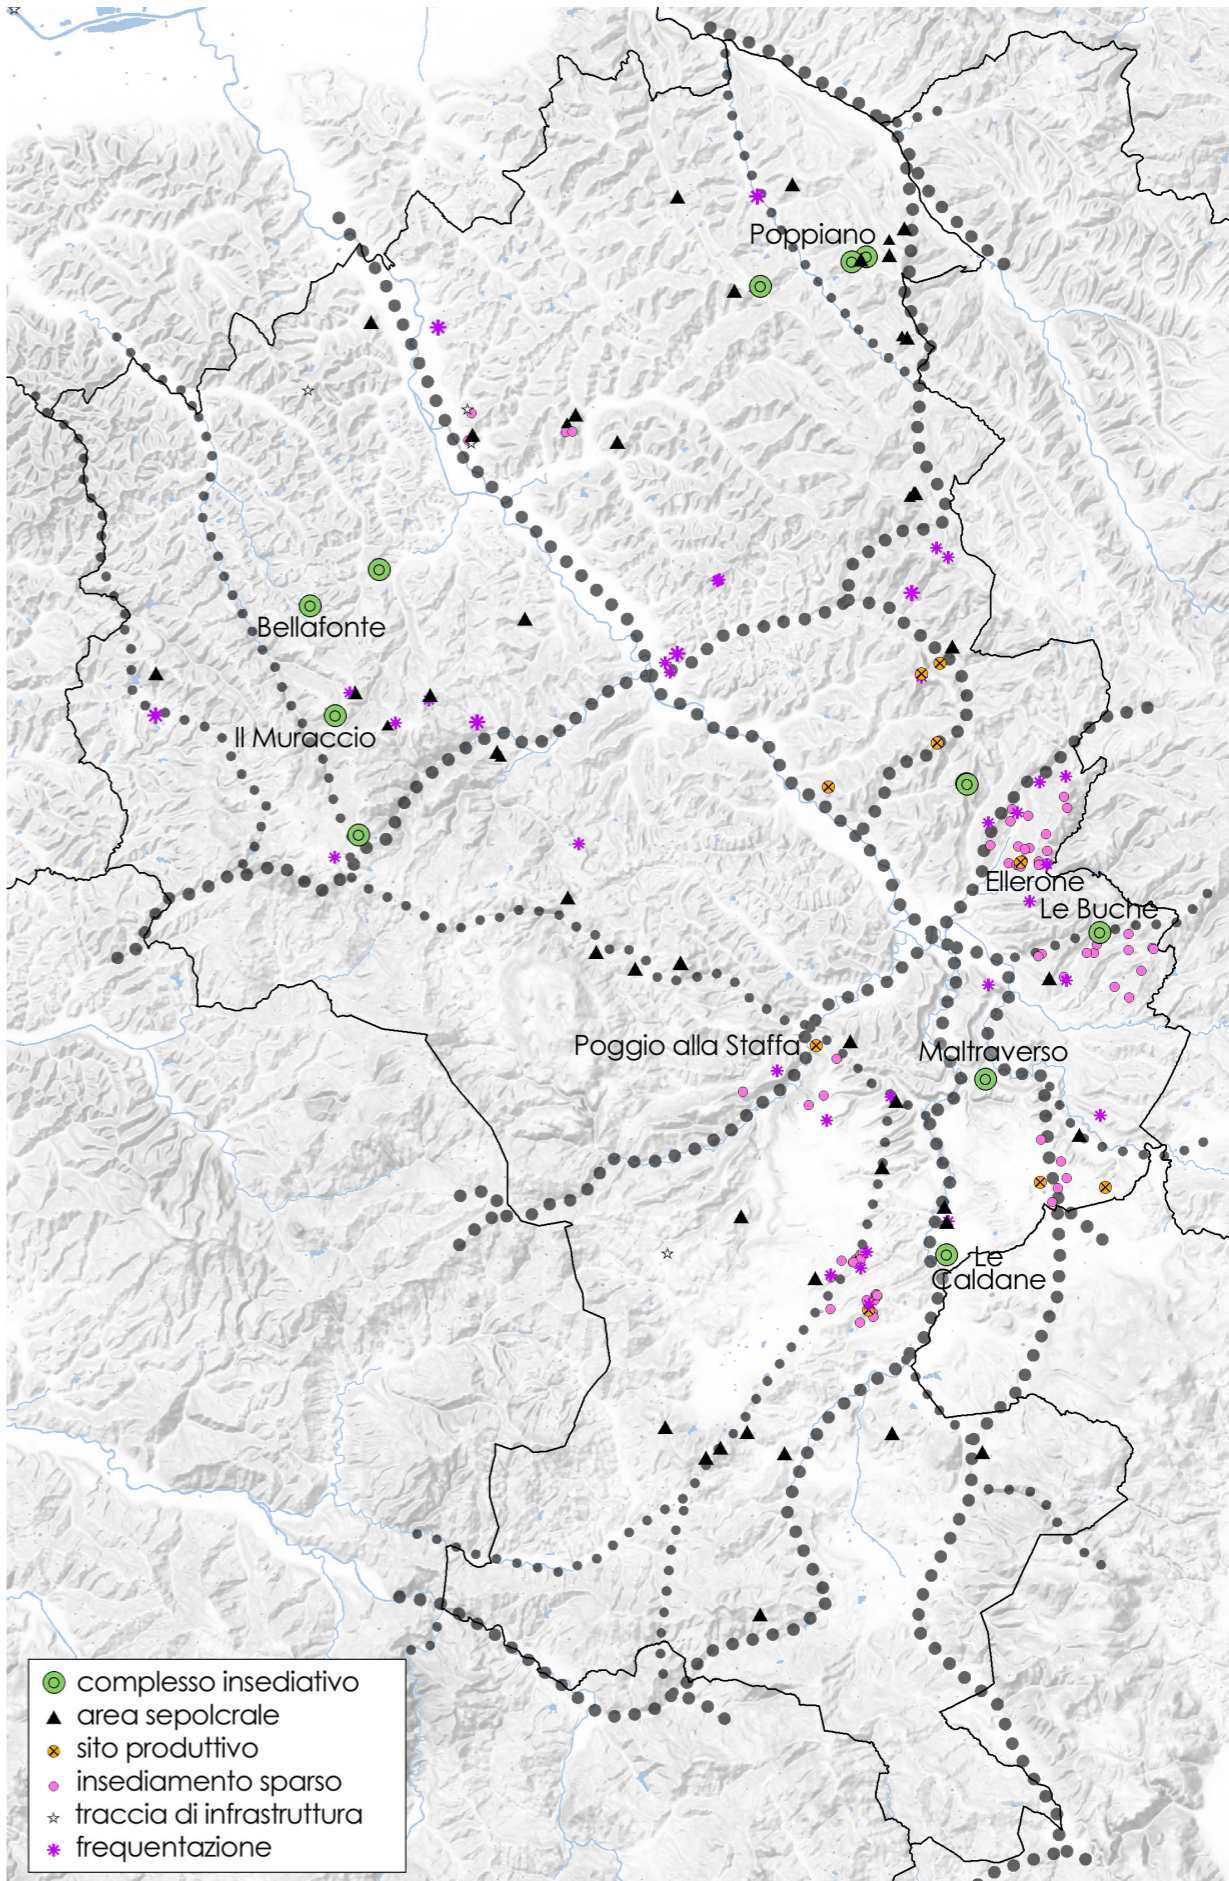 Poppiano
Bellafonte
Il Muraccio
Ellerone
Le Buche
Poggio alla Staffa
Maltraverso
Le
Caldane
complesso insediativo
area sepolcrale
sito produttivo
insediamento sparso
traccia di infrastruttura
frequentazione